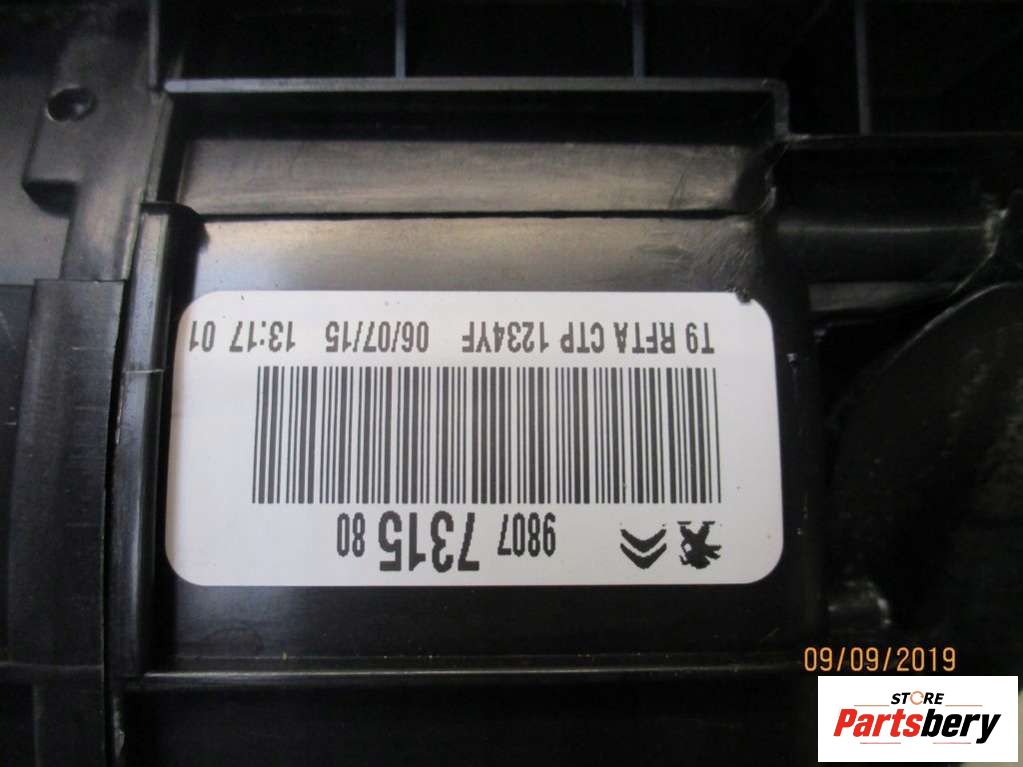 9807 7315 80
T9 RFTA CTP 1234YF 06/07/15 13:17 01
09/09/2019
STORE
Partsbery